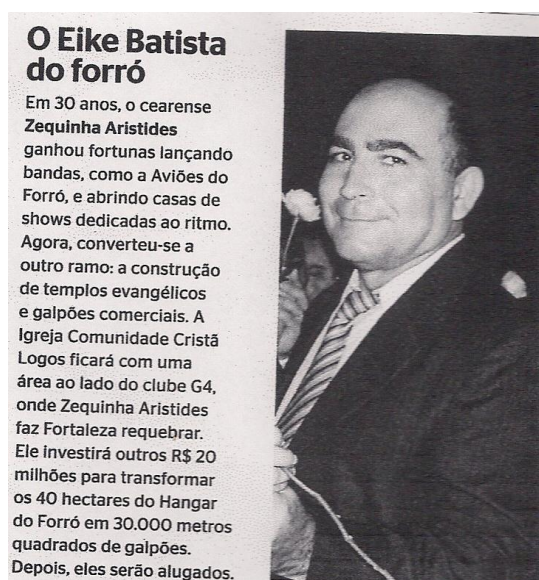 O Eike Batista
do forró
Em 30 anos, o cearense
Zequinha Aristides
ganhou fortunas lançando
bandas, como a Aviões do
Forró, e abrindo casas de
shows dedicadas ao ritmo.
Agora, converteu-se a
outro ramo: a construção
de templos evangélicos
e galpões comerciais. A
Igreja Comunidade Cristã
Logos ficará com uma
área ao lado do clube G4,
onde Zequinha Aristides
faz Fortaleza requebrar.
Ele investirá outros R$ 20
milhões para transformar
os 40 hectares do Hangar
do Forró em 30.000 metros
quadrados de galpões.
Depois, eles serão alugados.